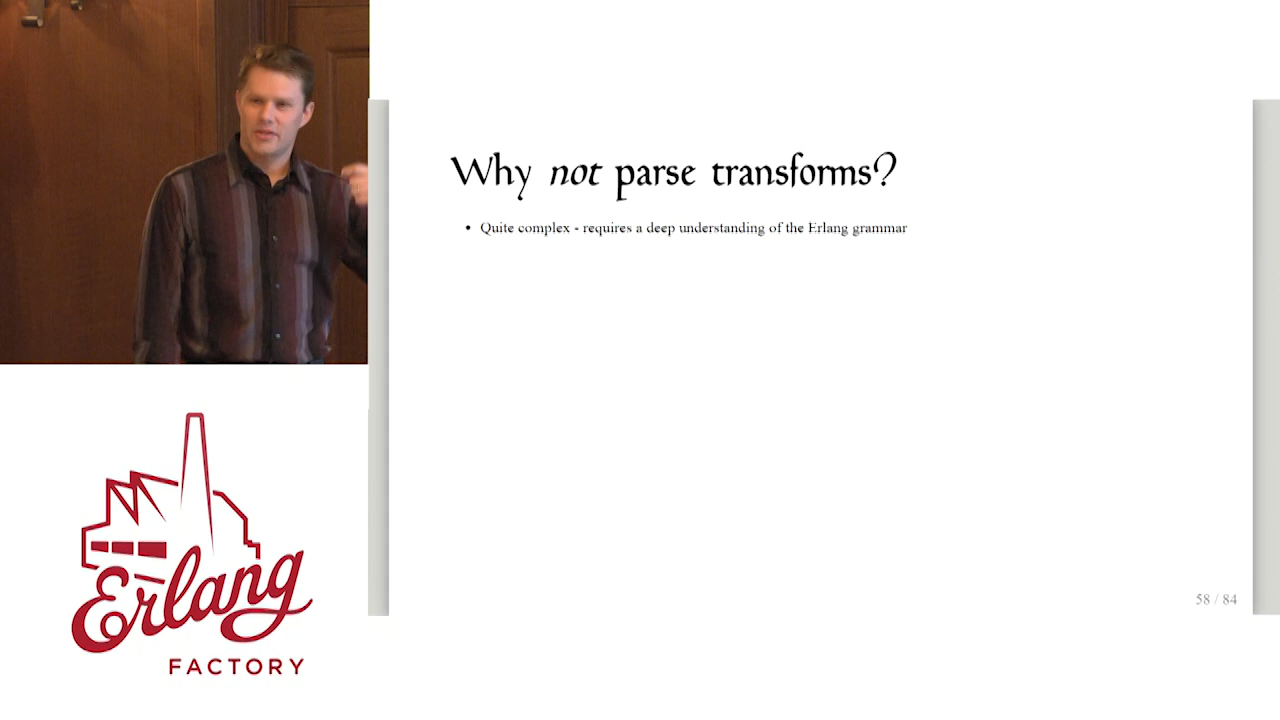 Why not parse transforms?
• Quite complex - requires a deep understanding of the Erlang grammar
58 / 84
Erlang
FACTORY